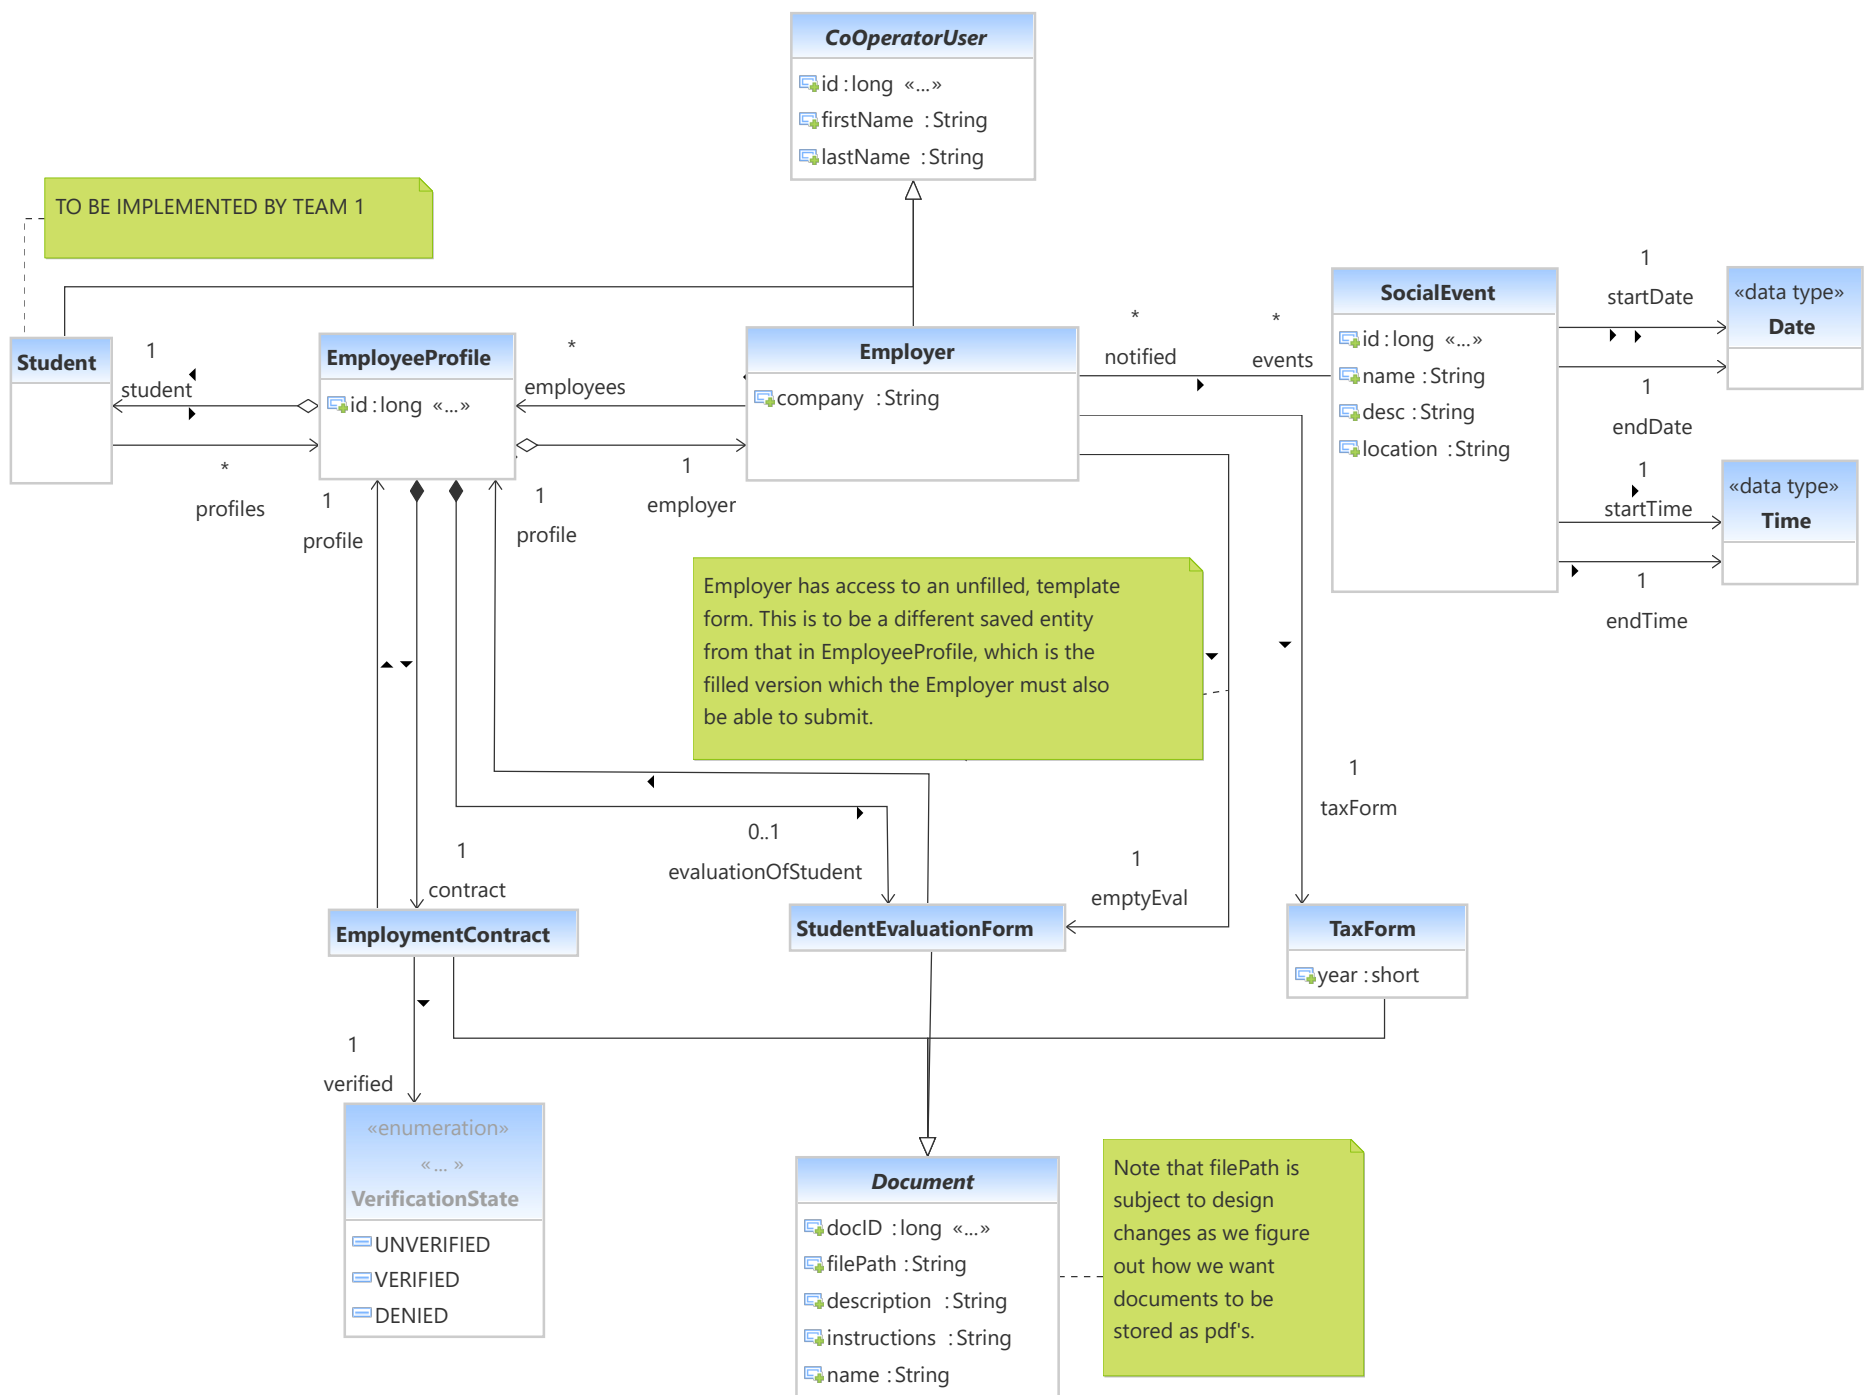 CoOperatorUser
id : long «...»
firstName : String
lastName : String
TO BE IMPLEMENTED BY TEAM 1
Student
1
student
*
profiles
EmployeeProfile
id : long «...»
*
employees
1
employer
Employer
company : String
*
notified
*
events
SocialEvent
id : long «...»
name : String
desc : String
location : String
1
startDate
1
endDate
«data type»
Date
1
startTime
1
endTime
«data type»
Time
1
profile
1
profile
Employer has access to an unfilled, template
form. This is to be a different saved entity
from that in EmployeeProfile, which is the
filled version which the Employer must also
be able to submit.
1
taxForm
0..1
evaluationOfStudent
1
contract
1
emptyEval
EmploymentContract
StudentEvaluationForm
TaxForm
year : short
1
verified
«enumeration»
« ... »
VerificationState
UNVERIFIED
VERIFIED
DENIED
Document
docID : long «...»
filePath : String
description : String
instructions : String
name : String
Note that filePath is
subject to design
changes as we figure
out how we want
documents to be
stored as pdf's.